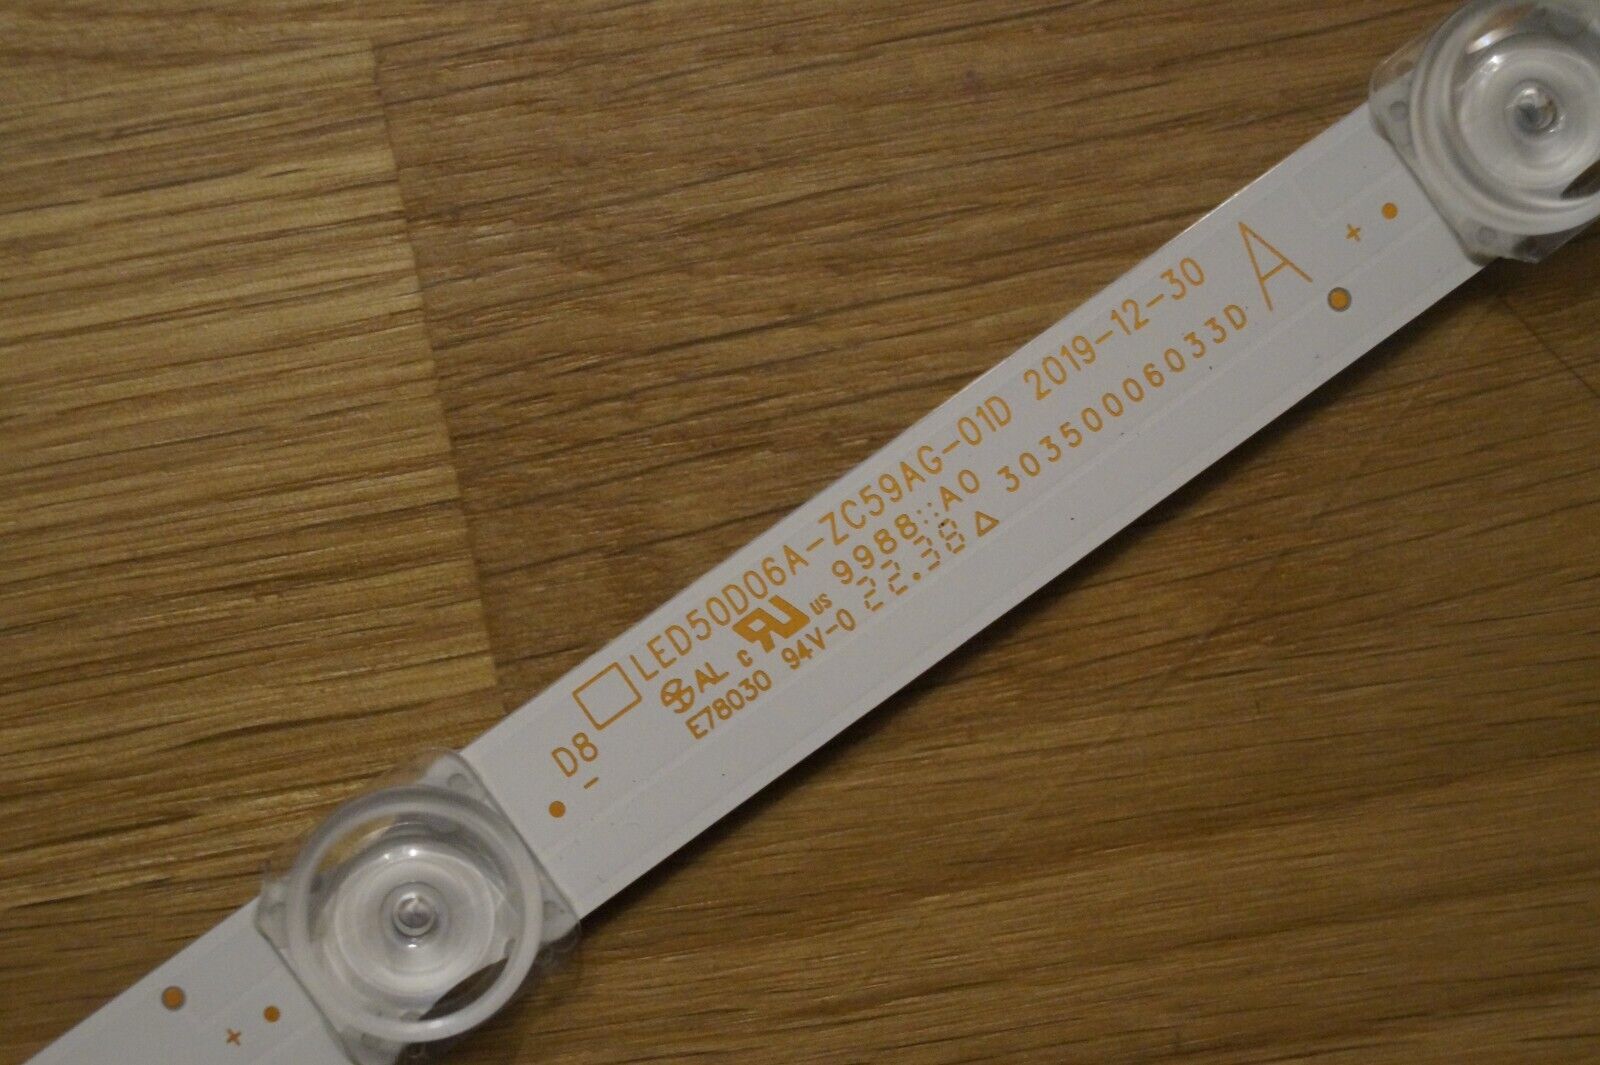 D8 LED50D06A-ZC59AG-01D 2019-12-30
AL c US 9988::A0 30350006033D A
E78030 94V-0 22.38